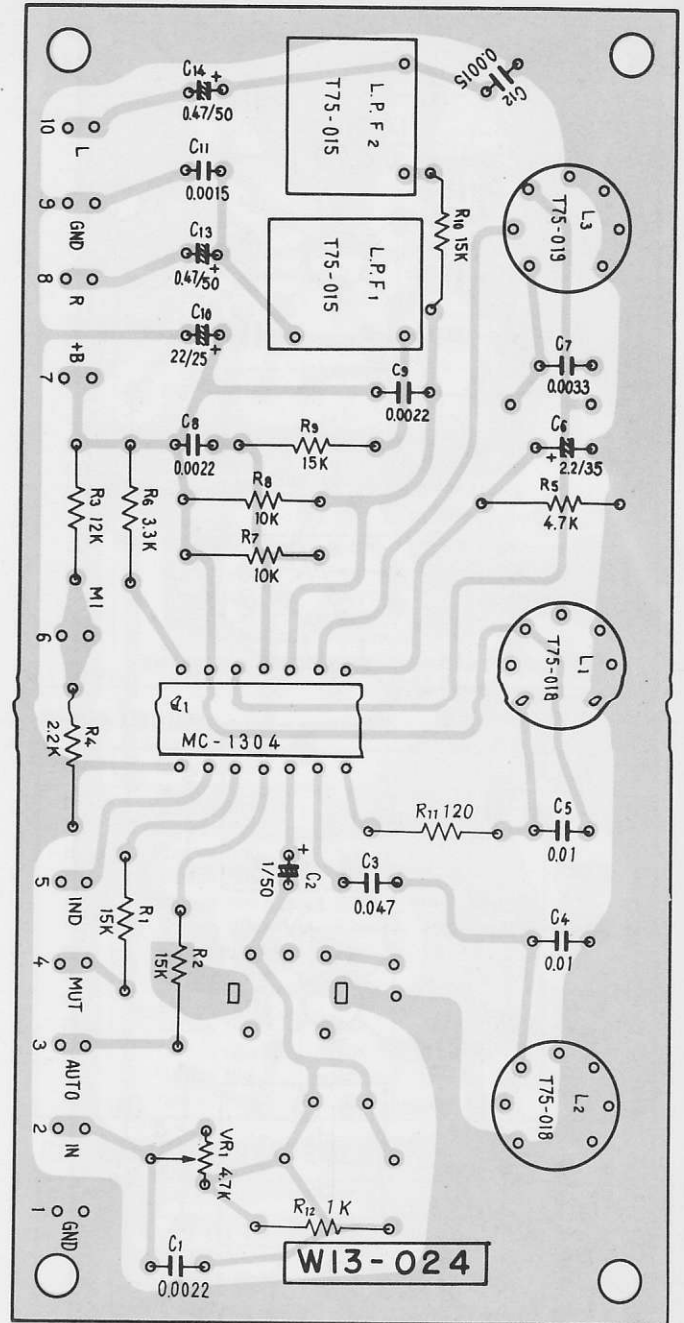 C14
+
0.47/50
L.P.F2
T75-015
C12
0.0015
10 L
C11
0.0015
9 GND
R10 15K
L3
T75-019
C13
0.47/50
+
8 R
L.P.F1
T75-015
C10
22/25
+
+B
7
C7
0.0033
C9
0.0022
C8
0.0022
R9
15K
C6
+
2.2/35
R3
12K
R6
3.3K
R8
10K
R5
4.7K
R7
10K
M1
6
L1
T75-018
Q1
MC-1304
R4
2.2K
R11 120
C5
0.01
+
C2
1/50
C3
0.047
5 IND
R1
15K
R2
15K
C4
0.01
4 MUT
3 AUTO
L2
T75-018
2 IN
VR1 4.7K
1 GND
R12 1K
C1
0.0022
W13-024